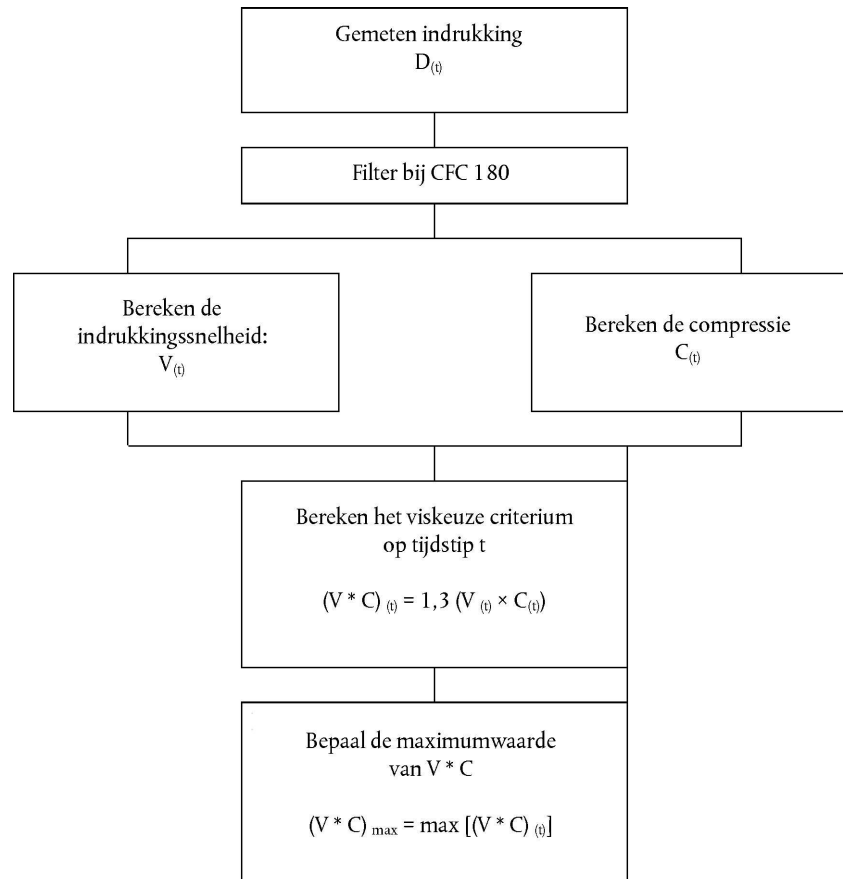 Gemeten indrukking
D(t)
Filter bij CFC 180
Bereken de
indrukkingssnelheid:
V(t)
Bereken de compressie
C(t)
Bereken het viskeuze criterium
op tijdstip t
(V * C) (t) = 1,3 (V (t) × C(t))
Bepaal de maximumwaarde
van V * C
(V * C) max = max [(V * C) (t)]